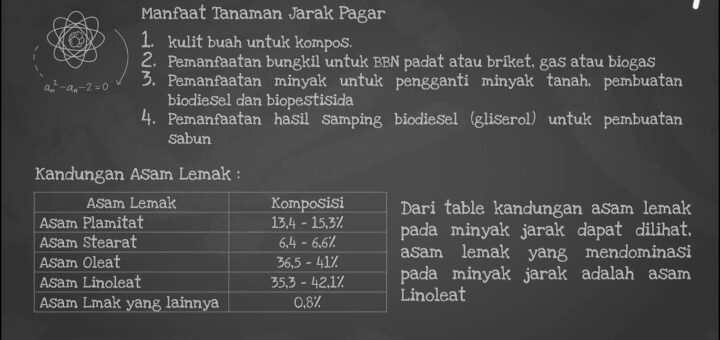 Manfaat Tanaman Jarak Pagar
1. kulit buah untuk kompos.
2. Pemanfaatan bungkil untuk BBN padat atau briket, gas atau biogas
3. Pemanfaatan minyak untuk pengganti minyak tanah, pembuatan
biodiesel dan biopestisida
4. Pemanfaatan hasil samping biodiesel (gliserol) untuk pembuatan
sabun
aₙ²-aₙ-2=0
Kandungan Asam Lemak :
Asam Lemak Komposisi
Asam Plamitat 13,4 - 15,3%
Asam Stearat 6,4 - 6,6%
Asam Oleat 36,5 - 41%
Asam Linoleat 35,3 - 42,1%
Asam Lmak yang lainnya 0,8%
Dari table kandungan asam lemak
pada minyak jarak dapat dilihat,
asam lemak yang mendominasi
pada minyak jarak adalah asam
Linoleat